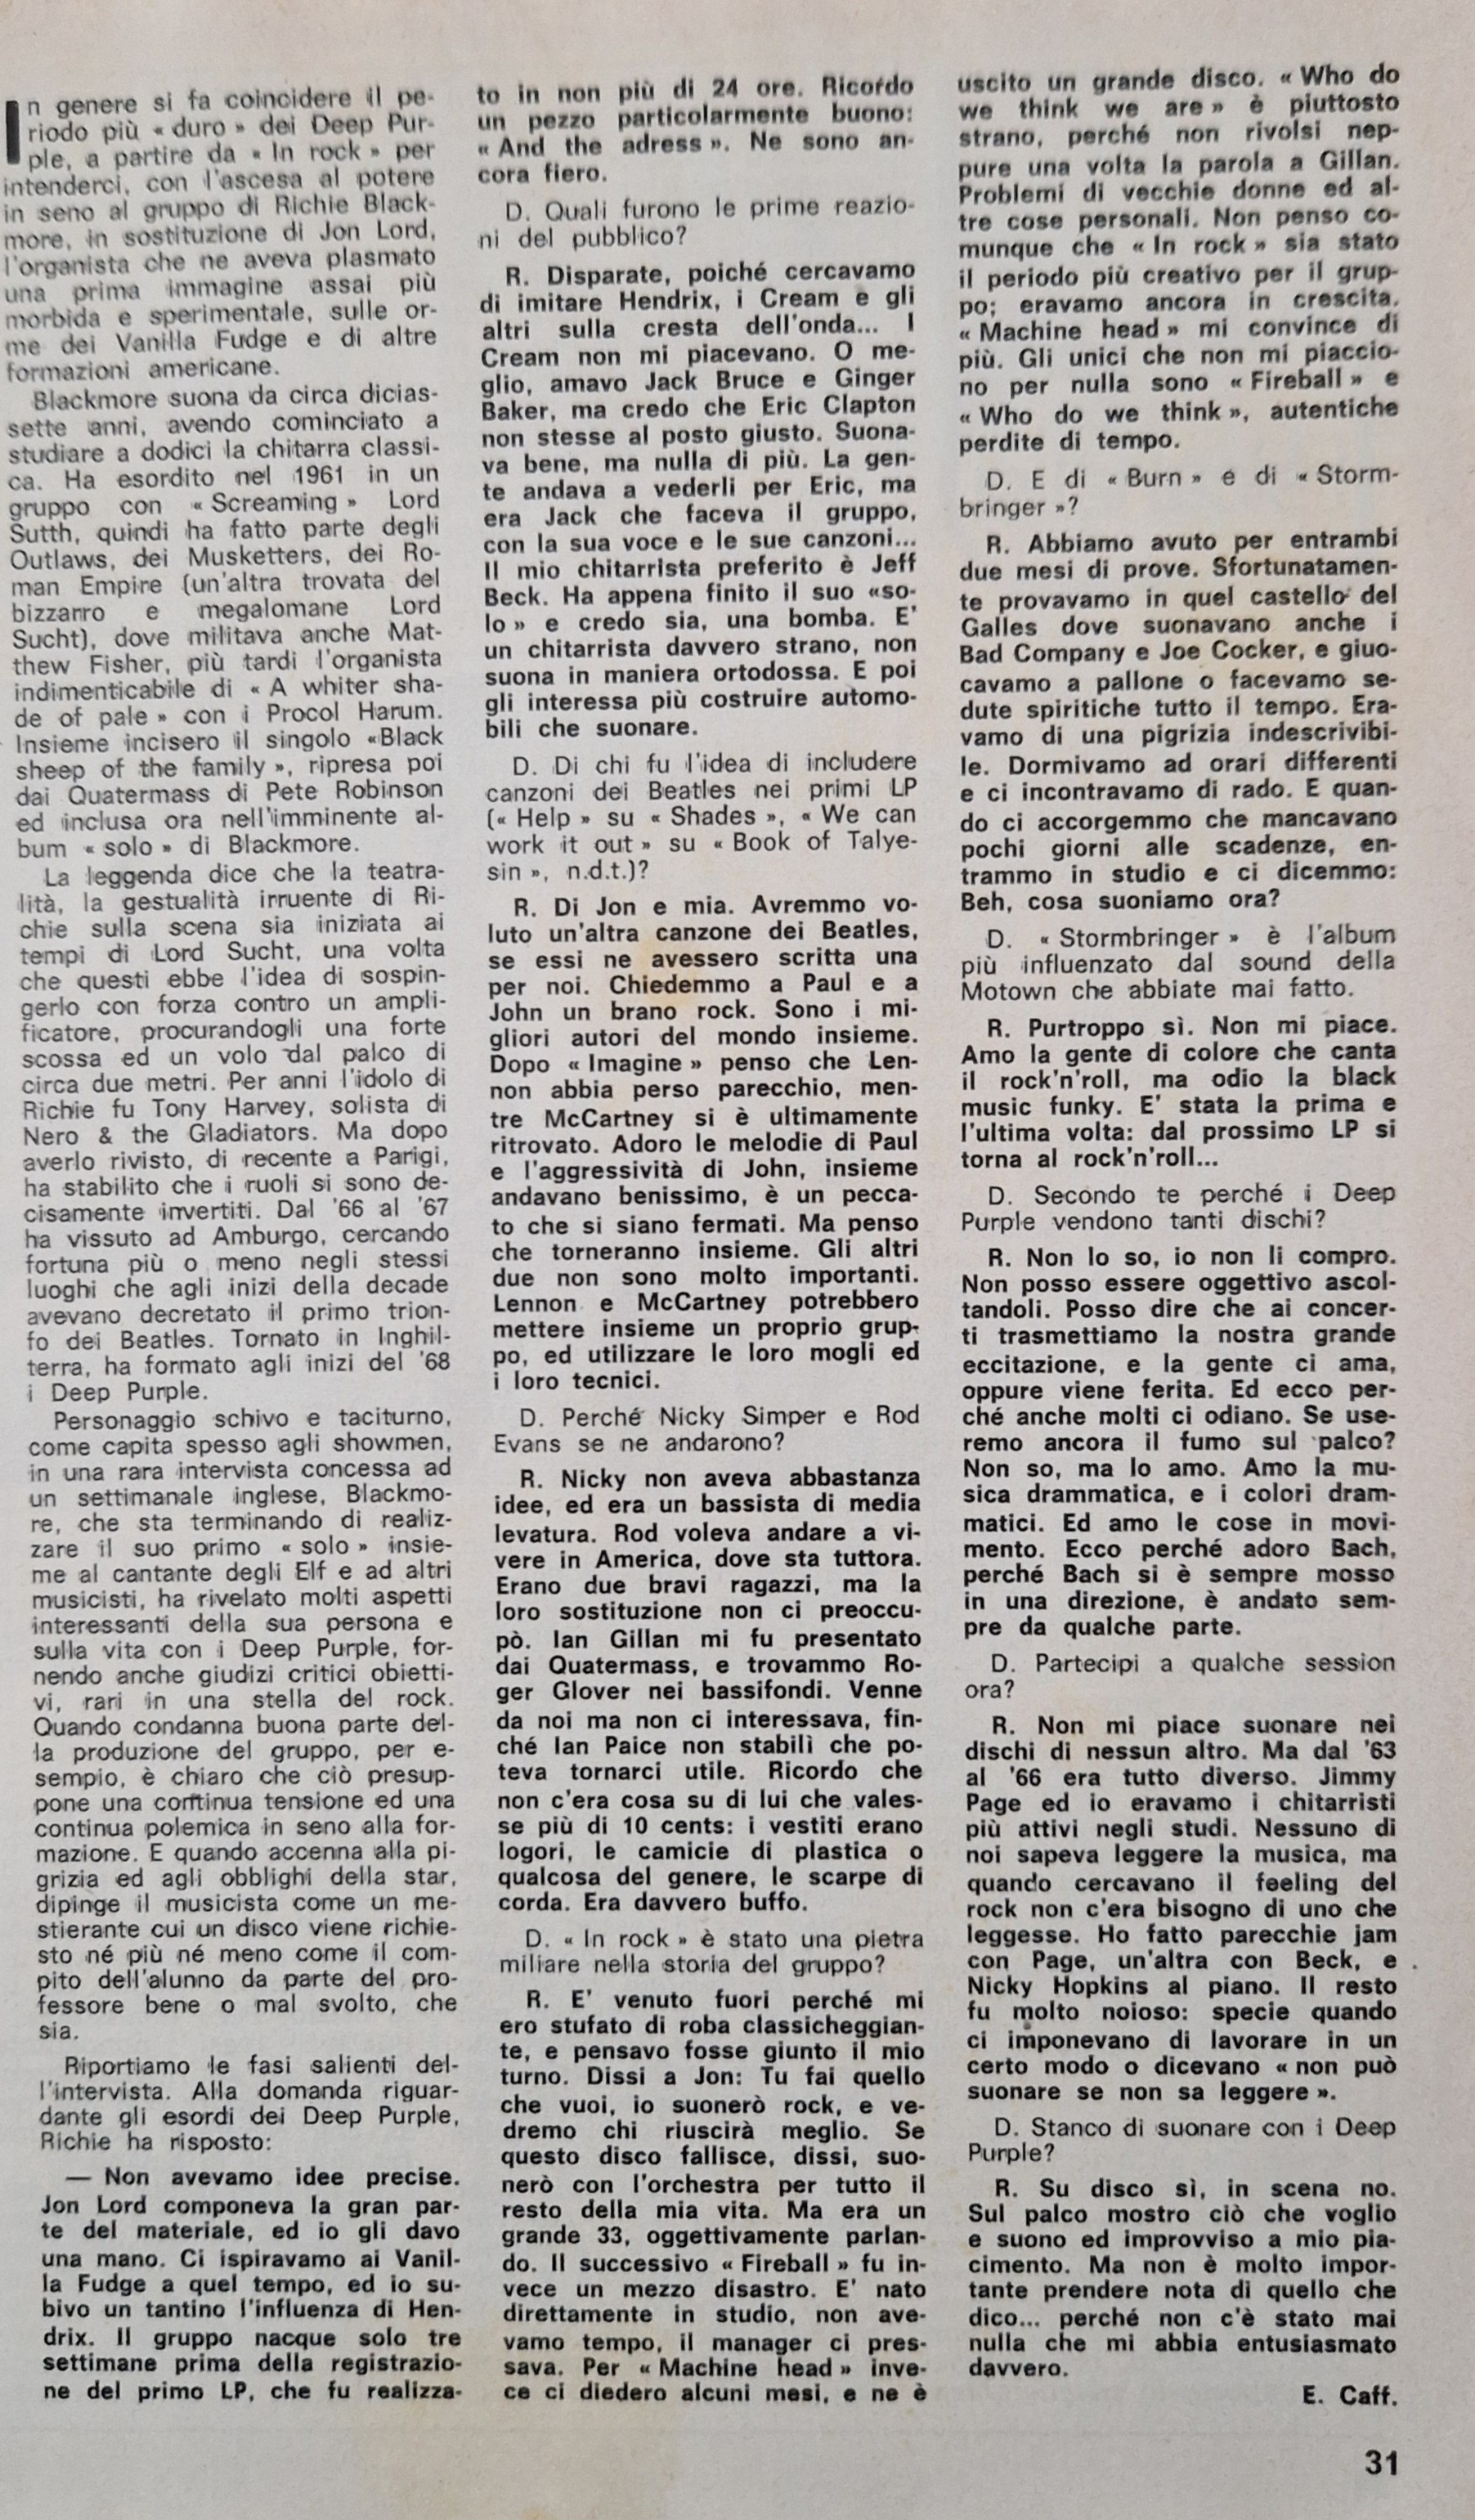 In genere si fa coincidere il pe-
riodo più « duro » dei Deep Pur-
ple, a partire da « In rock » per
intenderci, con l'ascesa al potere
in seno al gruppo di Richie Black-
more, in sostituzione di Jon Lord,
l'organista che ne aveva plasmato
una prima immagine assai più
morbida e sperimentale, sulle or-
me dei Vanilla Fudge e di altre
formazioni americane.
Blackmore suona da circa dicias-
sette anni, avendo cominciato a
studiare a dodici la chitarra classi-
ca. Ha esordito nel 1961 in un
gruppo con « Screaming » Lord
Sutth, quindi ha fatto parte degli
Outlaws, dei Musketters, dei Ro-
man Empire (un'altra trovata del
bizzarro e megalomane Lord
Sucht), dove militava anche Mat-
thew Fisher, più tardi l'organista
indimenticabile di « A whiter sha-
de of pale » con i Procol Harum.
Insieme incisero il singolo «Black
sheep of the family », ripresa poi
dai Quatermass di Pete Robinson
ed inclusa ora nell'imminente al-
bum « solo » di Blackmore.
La leggenda dice che la teatra-
lità, la gestualità irruente di Ri-
chie sulla scena sia iniziata ai
tempi di Lord Sucht, una volta
che questi ebbe l'idea di sospin-
gerlo con forza contro un ampli-
ficatore, procurandogli una forte
scossa ed un volo dal palco di
circa due metri. Per anni l'idolo di
Richie fu Tony Harvey, solista di
Nero & the Gladiators. Ma dopo
averlo rivisto, di recente a Parigi,
ha stabilito che i ruoli si sono de-
cisamente invertiti. Dal '66 al '67
ha vissuto ad Amburgo, cercando
fortuna più o meno negli stessi
luoghi che agli inizi della decade
avevano decretato il primo trion-
fo dei Beatles. Tornato in Inghil-
terra, ha formato agli inizi del '68
i Deep Purple.
Personaggio schivo e taciturno,
come capita spesso agli showmen,
in una rara intervista concessa ad
un settimanale inglese, Blackmo-
re, che sta terminando di realiz-
zare il suo primo « solo » insie-
me al cantante degli Elf e ad altri
musicisti, ha rivelato molti aspetti
interessanti della sua persona e
sulla vita con i Deep Purple, for-
nendo anche giudizi critici obietti-
vi, rari in una stella del rock.
Quando condanna buona parte del-
la produzione del gruppo, per e-
sempio, è chiaro che ciò presup-
pone una continua tensione ed una
continua polemica in seno alla for-
mazione. E quando accenna alla pi-
grizia ed agli obblighi della star,
dipinge il musicista come un me-
stierante cui un disco viene richie-
sto né più né meno come il com-
pito dell'alunno da parte del pro-
fessore bene o mal svolto, che
sia.
Riportiamo le fasi salienti del-
l'intervista. Alla domanda riguar-
dante gli esordi dei Deep Purple,
Richie ha risposto:
— Non avevamo idee precise.
Jon Lord componeva la gran par-
te del materiale, ed io gli davo
una mano. Ci ispiravamo ai Vanil-
la Fudge a quel tempo, ed io su-
bivo un tantino l'influenza di Hen-
drix. Il gruppo nacque solo tre
settimane prima della registrazio-
ne del primo LP, che fu realizza-
to in non più di 24 ore. Ricordo
un pezzo particolarmente buono:
« And the adress ». Ne sono an-
cora fiero.
D. Quali furono le prime reazio-
ni del pubblico?
R. Disparate, poiché cercavamo
di imitare Hendrix, i Cream e gli
altri sulla cresta dell'onda... I
Cream non mi piacevano. O me-
glio, amavo Jack Bruce e Ginger
Baker, ma credo che Eric Clapton
non stesse al posto giusto. Suona-
va bene, ma nulla di più. La gen-
te andava a vederli per Eric, ma
era Jack che faceva il gruppo,
con la sua voce e le sue canzoni...
Il mio chitarrista preferito è Jeff
Beck. Ha appena finito il suo «so-
lo » e credo sia, una bomba. E'
un chitarrista davvero strano, non
suona in maniera ortodossa. E poi
gli interessa più costruire automo-
bili che suonare.
D. Di chi fu l'idea di includere
canzoni dei Beatles nei primi LP
(« Help » su « Shades », « We can
work it out » su « Book of Talye-
sin », n.d.t.)?
R. Di Jon e mia. Avremmo vo-
luto un'altra canzone dei Beatles,
se essi ne avessero scritta una
per noi. Chiedemmo a Paul e a
John un brano rock. Sono i mi-
gliori autori del mondo insieme.
Dopo « Imagine » penso che Len-
non abbia perso parecchio, men-
tre McCartney si è ultimamente
ritrovato. Adoro le melodie di Paul
e l'aggressività di John, insieme
andavano benissimo, è un pecca-
to che si siano fermati. Ma penso
che torneranno insieme. Gli altri
due non sono molto importanti.
Lennon e McCartney potrebbero
mettere insieme un proprio grup-
po, ed utilizzare le loro mogli ed
i loro tecnici.
D. Perché Nicky Simper e Rod
Evans se ne andarono?
R. Nicky non aveva abbastanza
idee, ed era un bassista di media
levatura. Rod voleva andare a vi-
vere in America, dove sta tuttora.
Erano due bravi ragazzi, ma la
loro sostituzione non ci preoccu-
pò. Ian Gillan mi fu presentato
dai Quatermass, e trovammo Ro-
ger Glover nei bassifondi. Venne
da noi ma non ci interessava, fin-
ché Ian Paice non stabilì che po-
teva tornarci utile. Ricordo che
non c'era cosa su di lui che vales-
se più di 10 cents: i vestiti erano
logori, le camicie di plastica o
qualcosa del genere, le scarpe di
corda. Era davvero buffo.
D. « In rock » è stato una pietra
miliare nella storia del gruppo?
R. E' venuto fuori perché mi
ero stufato di roba classicheggian-
te, e pensavo fosse giunto il mio
turno. Dissi a Jon: Tu fai quello
che vuoi, io suonerò rock, e ve-
dremo chi riuscirà meglio. Se
questo disco fallisce, dissi, suo-
nerò con l'orchestra per tutto il
resto della mia vita. Ma era un
grande 33, oggettivamente parlan-
do. Il successivo « Fireball » fu in-
vece un mezzo disastro. E' nato
direttamente in studio, non ave-
vamo tempo, il manager ci pres-
sava. Per « Machine head » inve-
ce ci diedero alcuni mesi, e ne è
uscito un grande disco. « Who do
we think we are » è piuttosto
strano, perché non rivolsi nep-
pure una volta la parola a Gillan.
Problemi di vecchie donne ed al-
tre cose personali. Non penso co-
munque che « In rock » sia stato
il periodo più creativo per il grup-
po; eravamo ancora in crescita.
« Machine head » mi convince di
più. Gli unici che non mi piaccio-
no per nulla sono « Fireball » e
« Who do we think », autentiche
perdite di tempo.
D. E di « Burn » e di « Storm-
bringer »?
R. Abbiamo avuto per entrambi
due mesi di prove. Sfortunatamen-
te provavamo in quel castello del
Galles dove suonavano anche i
Bad Company e Joe Cocker, e giuo-
cavamo a pallone o facevamo se-
dute spiritiche tutto il tempo. Era-
vamo di una pigrizia indescrivibi-
le. Dormivamo ad orari differenti
e ci incontravamo di rado. E quan-
do ci accorgemmo che mancavano
pochi giorni alle scadenze, en-
trammo in studio e ci dicemmo:
Beh, cosa suoniamo ora?
D. « Stormbringer » è l'album
più influenzato dal sound della
Motown che abbiate mai fatto.
R. Purtroppo sì. Non mi piace.
Amo la gente di colore che canta
il rock'n'roll, ma odio la black
music funky. E' stata la prima e
l'ultima volta: dal prossimo LP si
torna al rock'n'roll...
D. Secondo te perché i Deep
Purple vendono tanti dischi?
R. Non lo so, io non li compro.
Non posso essere oggettivo ascol-
tandoli. Posso dire che ai concer-
ti trasmettiamo la nostra grande
eccitazione, e la gente ci ama,
oppure viene ferita. Ed ecco per-
ché anche molti ci odiano. Se use-
remo ancora il fumo sul palco?
Non so, ma lo amo. Amo la mu-
sica drammatica, e i colori dram-
matici. Ed amo le cose in movi-
mento. Ecco perché adoro Bach,
perché Bach si è sempre mosso
in una direzione, è andato sem-
pre da qualche parte.
D. Partecipi a qualche session
ora?
R. Non mi piace suonare nei
dischi di nessun altro. Ma dal '63
al '66 era tutto diverso. Jimmy
Page ed io eravamo i chitarristi
più attivi negli studi. Nessuno di
noi sapeva leggere la musica, ma
quando cercavano il feeling del
rock non c'era bisogno di uno che
leggesse. Ho fatto parecchie jam
con Page, un'altra con Beck, e
Nicky Hopkins al piano. Il resto
fu molto noioso: specie quando
ci imponevano di lavorare in un
certo modo o dicevano « non può
suonare se non sa leggere ».
D. Stanco di suonare con i Deep
Purple?
R. Su disco sì, in scena no.
Sul palco mostro ciò che voglio
e suono ed improvviso a mio pia-
cimento. Ma non è molto impor-
tante prendere nota di quello che
dico... perché non c'è stato mai
nulla che mi abbia entusiasmato
davvero.
E. Caff.
31